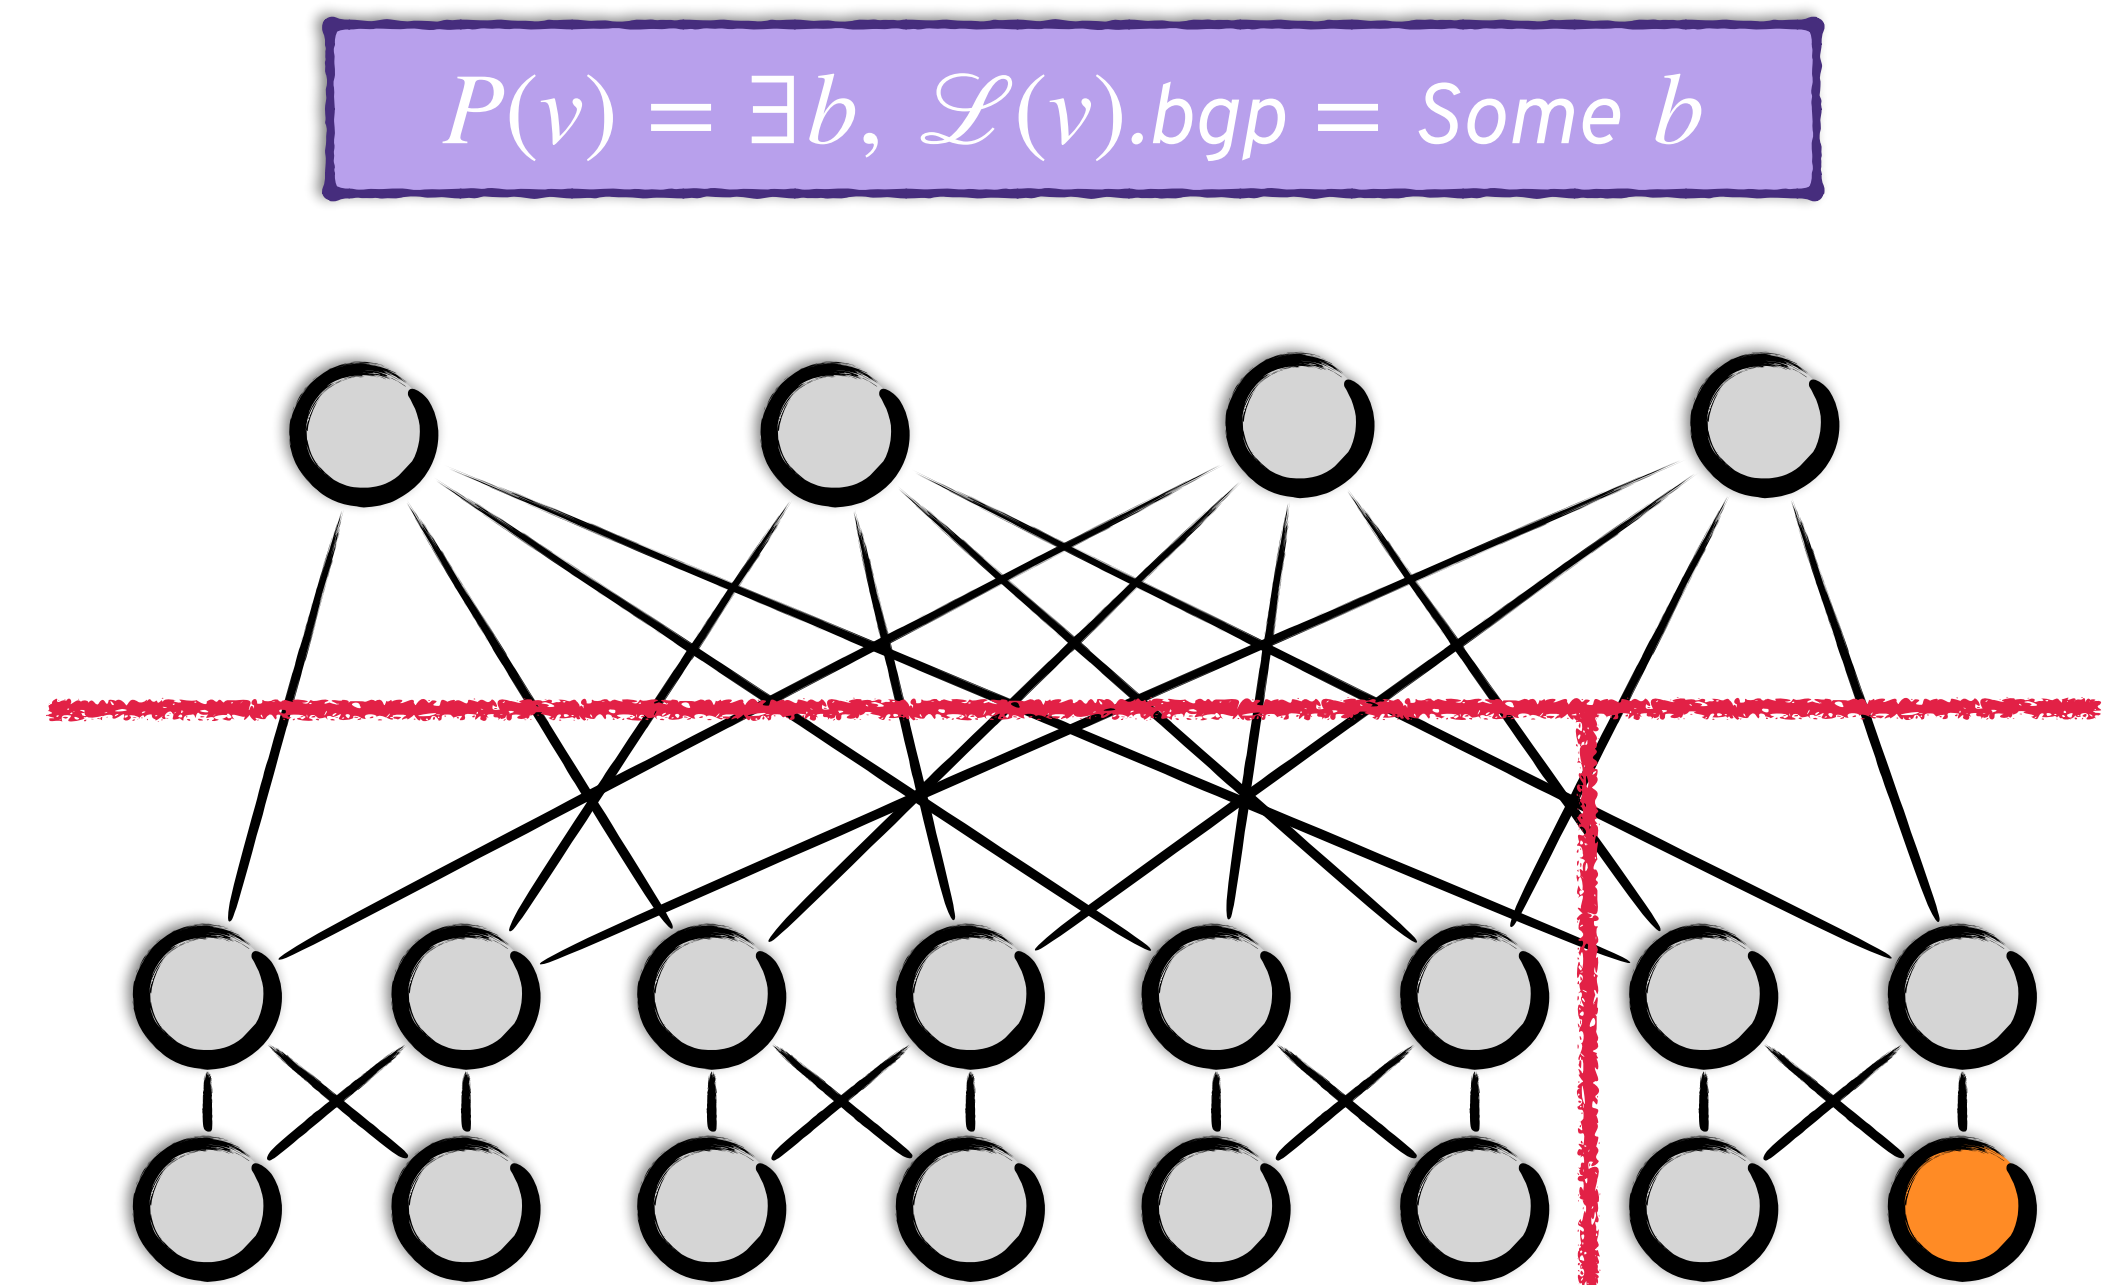 P(v) = ∃b, ℒ(v).bgp = Some b